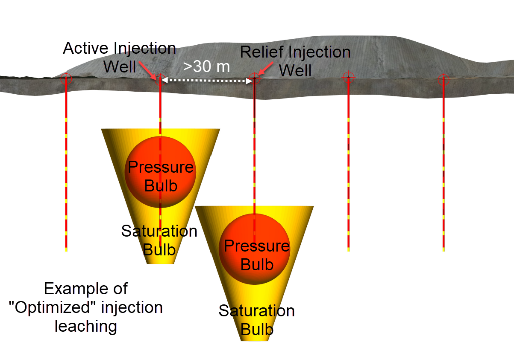 Active Injection
Well
>30 m
Relief Injection
Well
Pressure
Bulb
Saturation
Bulb
Pressure
Bulb
Saturation
Bulb
Example of
"Optimized" injection
leaching